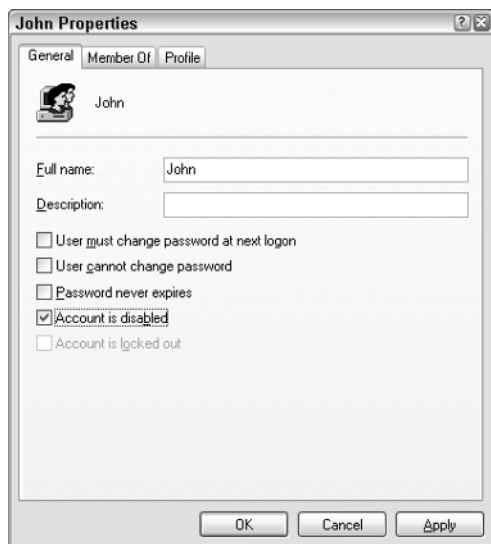 John Properties
General Member Of Profile
John
Full name: John
Description:
User must change password at next logon
User cannot change password
Password never expires
Account is disabled
Account is locked out
OK Cancel Apply